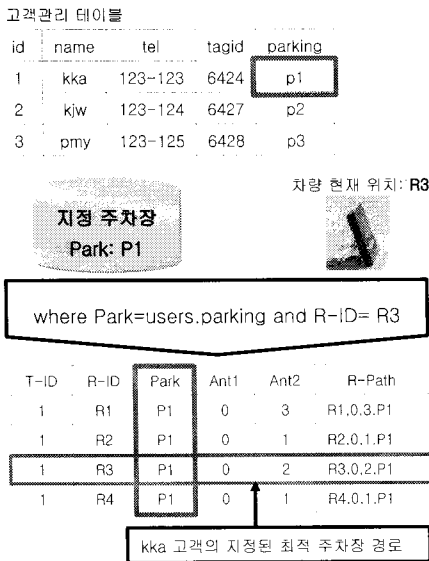 고객관리 테이블
id name tel tagid parking
1 kka 123-123 6424 p1
2 kjw 123-124 6427 p2
3 pmy 123-125 6428 p3
차량 현재 위치: R3
지정 주차장
Park: P1
where Park=users.parking and R-ID= R3
T-ID R-ID Park Ant1 Ant2 R-Path
1 R1 P1 0 3 R1.0.3.P1
1 R2 P1 0 1 R2.0.1.P1
1 R3 P1 0 2 R3.0.2.P1
1 R4 P1 0 1 R4.0.1.P1
kka 고객의 지정된 최적 주차장 경로